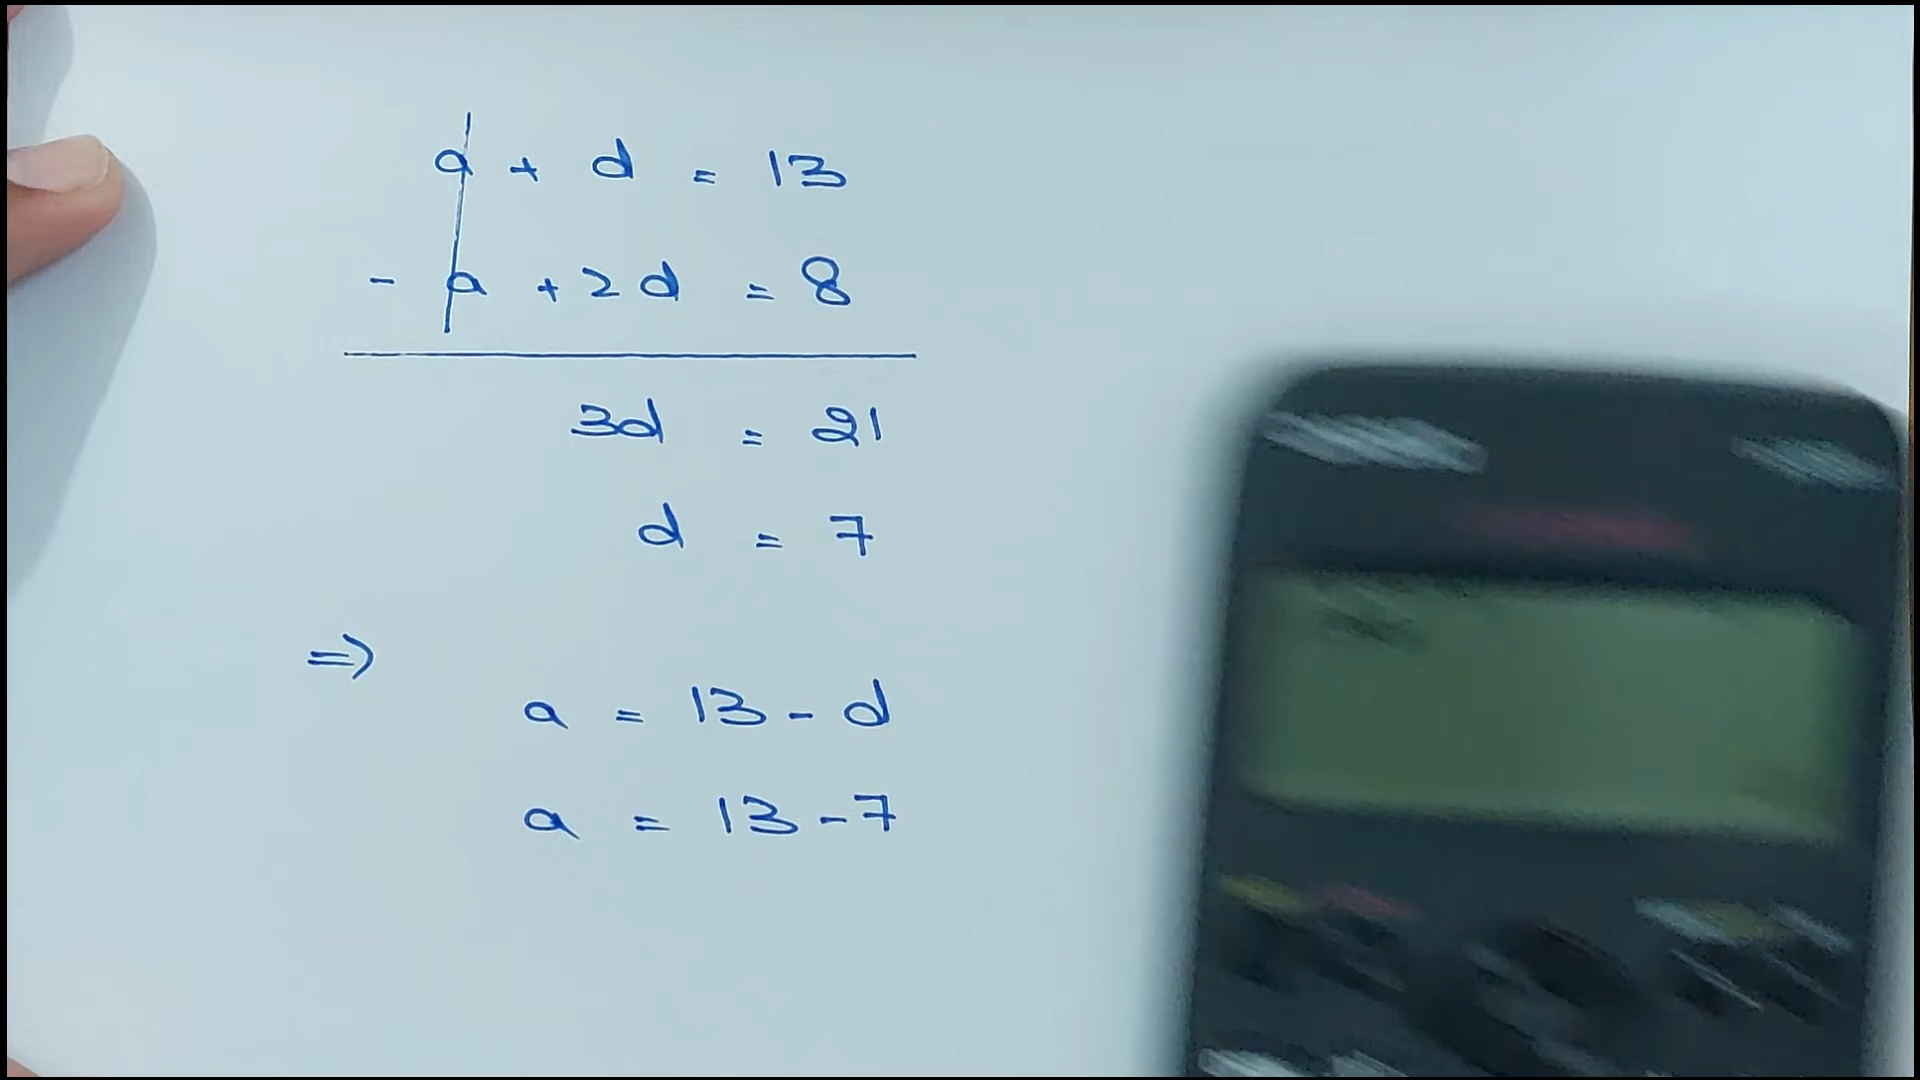 a + d = 13
- a + 2d = 8
3d = 21
d = 7
⇒
a = 13 - d
a = 13 - 7